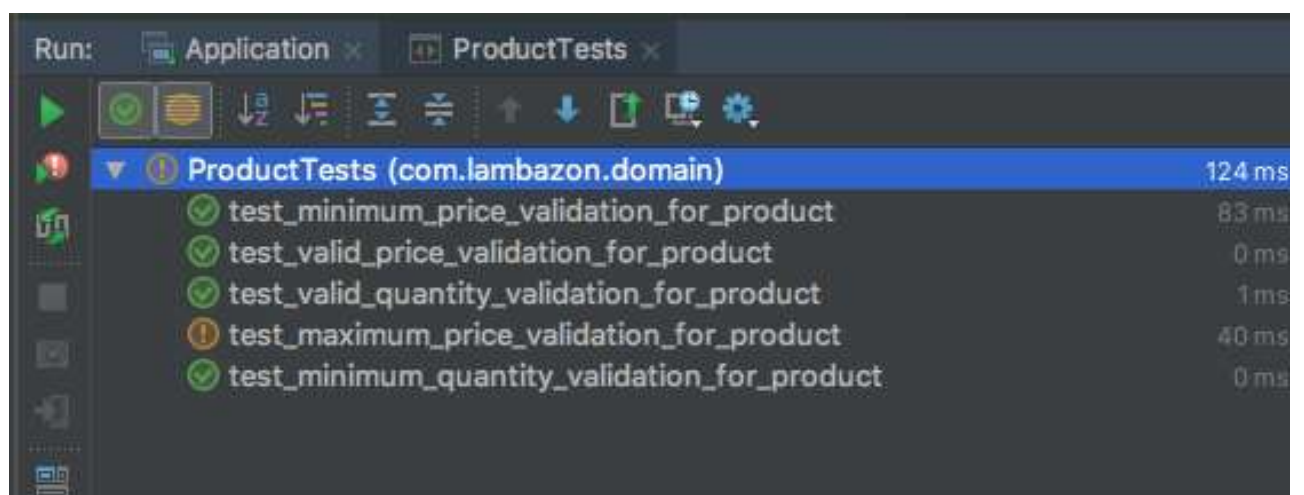 Run: Application ProductTests
ProductTests (com.lambazon.domain) 124 ms
test_minimum_price_validation_for_product 83 ms
test_valid_price_validation_for_product 0 ms
test_valid_quantity_validation_for_product 1 ms
test_maximum_price_validation_for_product 40 ms
test_minimum_quantity_validation_for_product 0 ms